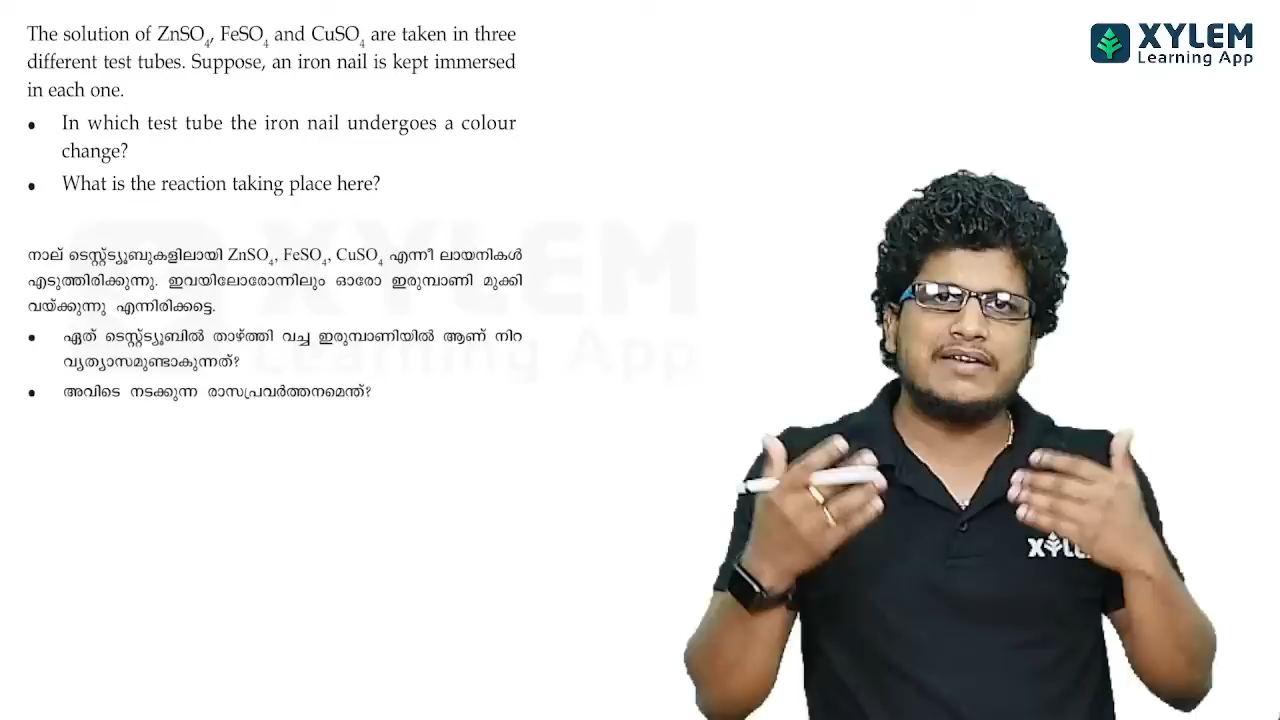 The solution of ZnSO₄, FeSO₄ and CuSO₄ are taken in three
different test tubes. Suppose, an iron nail is kept immersed
in each one.
• In which test tube the iron nail undergoes a colour
change?
• What is the reaction taking place here?
നാല് ടെസ്റ്റ്ട്യൂബുകളിലായി ZnSO₄, FeSO₄, CuSO₄ എന്നീ ലായനികൾ
എടുത്തിരിക്കുന്നു. ഇവയിലോരോന്നിലും ഓരോ ഇരുമ്പാണി മുക്കി
വയ്ക്കുന്നു എന്നിരിക്കട്ടെ.
• ഏത് ടെസ്റ്റ്ട്യൂബിൽ താഴ്ത്തി വച്ച ഇരുമ്പാണിയിൽ ആണ് നിറ
വ്യത്യാസമുണ്ടാകുന്നത്?
• അവിടെ നടക്കുന്ന രാസപ്രവർത്തനമെന്ത്?
XYLEM
Learning App
XYLEM
Learning App
XYLEM